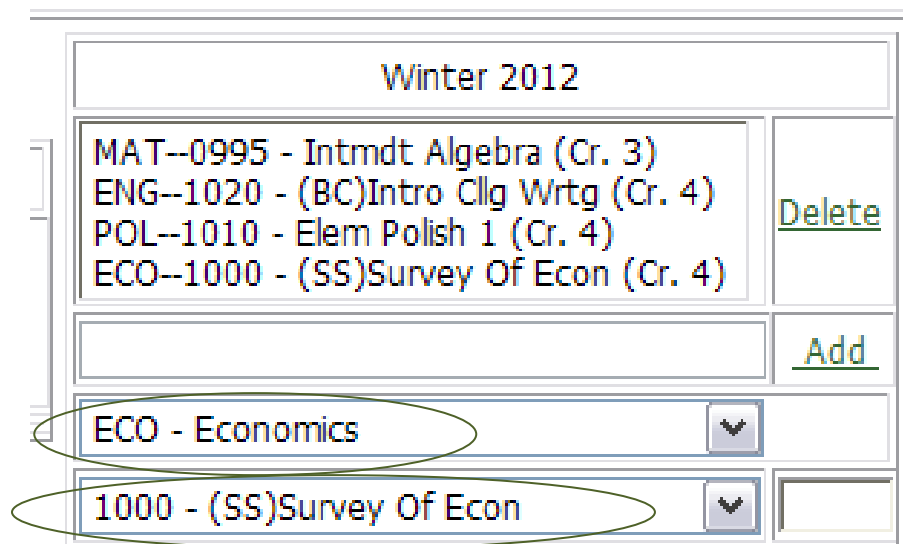 Winter 2012
MAT--0995 - Intmdt Algebra (Cr. 3)
ENG--1020 - (BC)Intro Cllg Wrtg (Cr. 4)
POL--1010 - Elem Polish 1 (Cr. 4)
ECO--1000 - (SS)Survey Of Econ (Cr. 4)
Delete
Add
ECO - Economics
1000 - (SS)Survey Of Econ